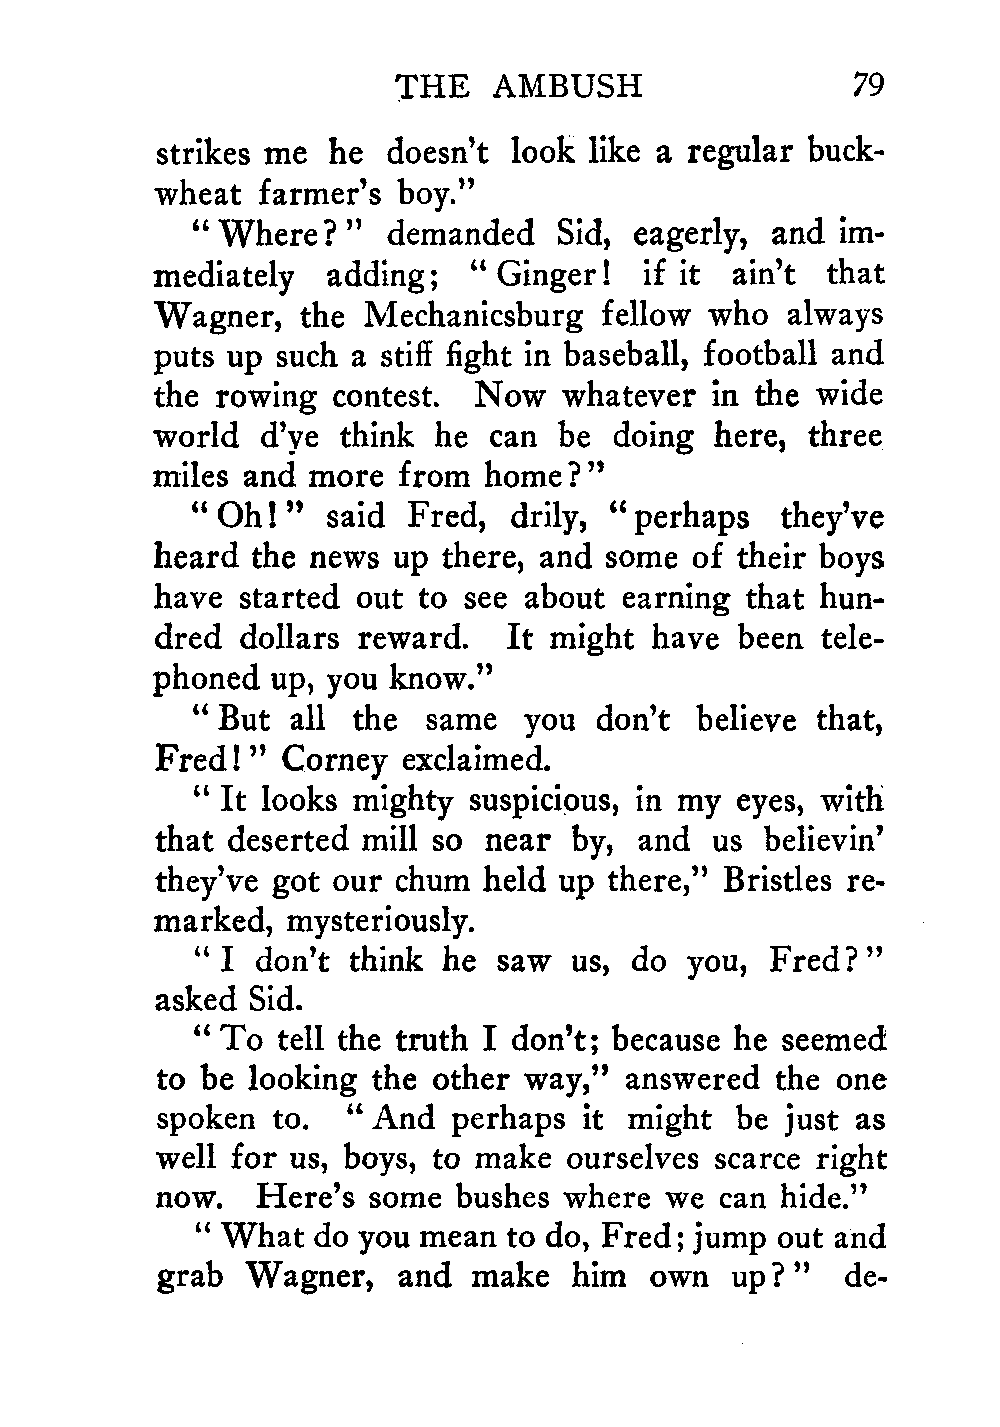 THE AMBUSH 79
strikes me he doesn't look like a regular buck-
wheat farmer's boy."
"Where?" demanded Sid, eagerly, and im-
mediately adding; "Ginger! if it ain't that
Wagner, the Mechanicsburg fellow who always
puts up such a stiff fight in baseball, football and
the rowing contest. Now whatever in the wide
world d'ye think he can be doing here, three
miles and more from home?"
"Oh!" said Fred, drily, "perhaps they've
heard the news up there, and some of their boys
have started out to see about earning that hun-
dred dollars reward. It might have been tele-
phoned up, you know."
"But all the same you don't believe that,
Fred!" Corney exclaimed.
"It looks mighty suspicious, in my eyes, with
that deserted mill so near by, and us believin'
they've got our chum held up there," Bristles re-
marked, mysteriously.
"I don't think he saw us, do you, Fred?"
asked Sid.
"To tell the truth I don't; because he seemed
to be looking the other way," answered the one
spoken to. "And perhaps it might be just as
well for us, boys, to make ourselves scarce right
now. Here's some bushes where we can hide."
"What do you mean to do, Fred; jump out and
grab Wagner, and make him own up?" de-